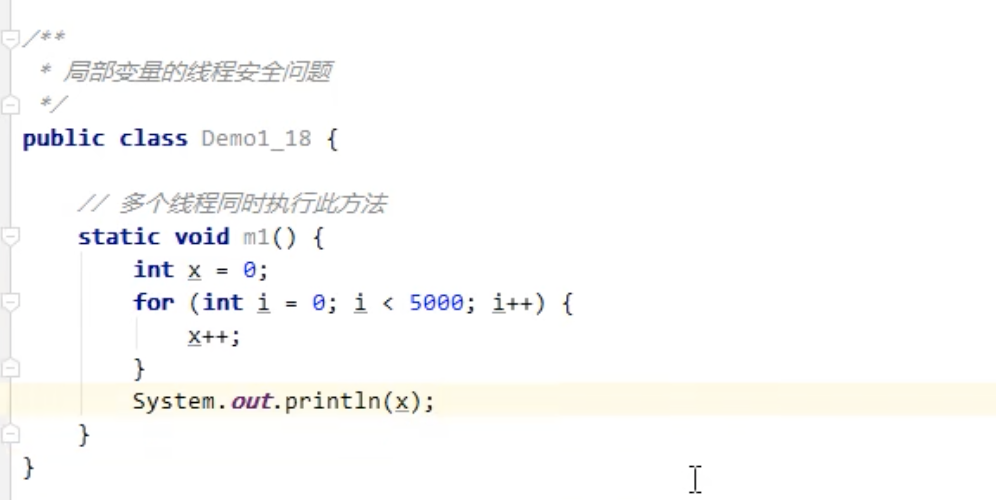 /**
 * 局部变量的线程安全问题
 */
public class Demo1_18 {
    // 多个线程同时执行此方法
    static void m1() {
        int x = 0;
        for (int i = 0; i < 5000; i++) {
            x++;
        }
        System.out.println(x);
    }
}